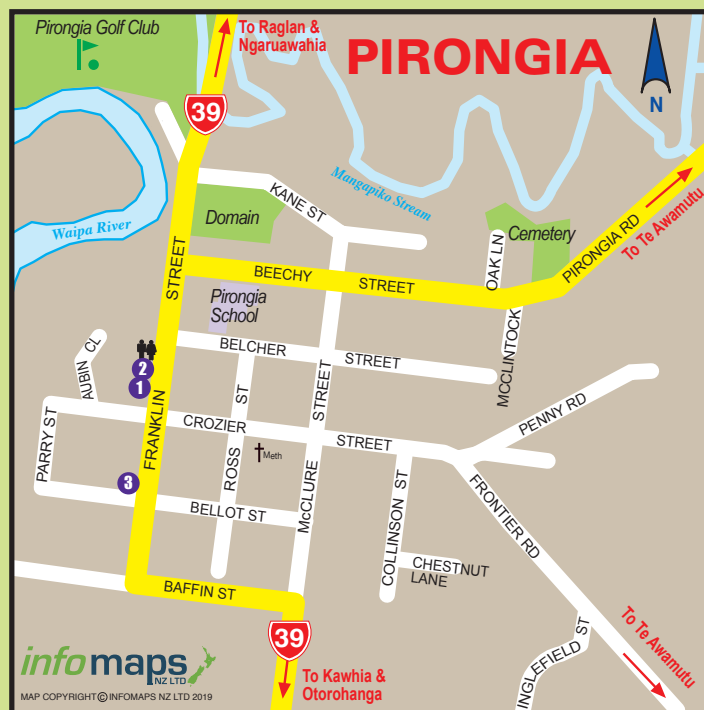 Pirongia Golf Club
To Raglan &
Ngaruawahia
PIRONGIA
N
39
Mangapiko Stream
KANE ST
Domain
Waipa River
OAK LN
Cemetery
PIRONGIA RD
To Te Awamutu
STREET
BEECHY STREET
Pirongia
School
MCCLINTOCK
BELCHER STREET
AUBIN CL
2
1
FRANKLIN
PARRY ST
CROZIER STREET
ROSS ST
McCLURE STREET
Meth
PENNY RD
3
BELLOT ST
COLLINSON ST
FRONTIER RD
CHESTNUT
LANE
BAFFIN ST
39
To Kawhia &
Otorohanga
INGLEFIELD ST
To Te Awamutu
infomaps
NZ LTD
MAP COPYRIGHT © INFOMAPS NZ LTD 2019